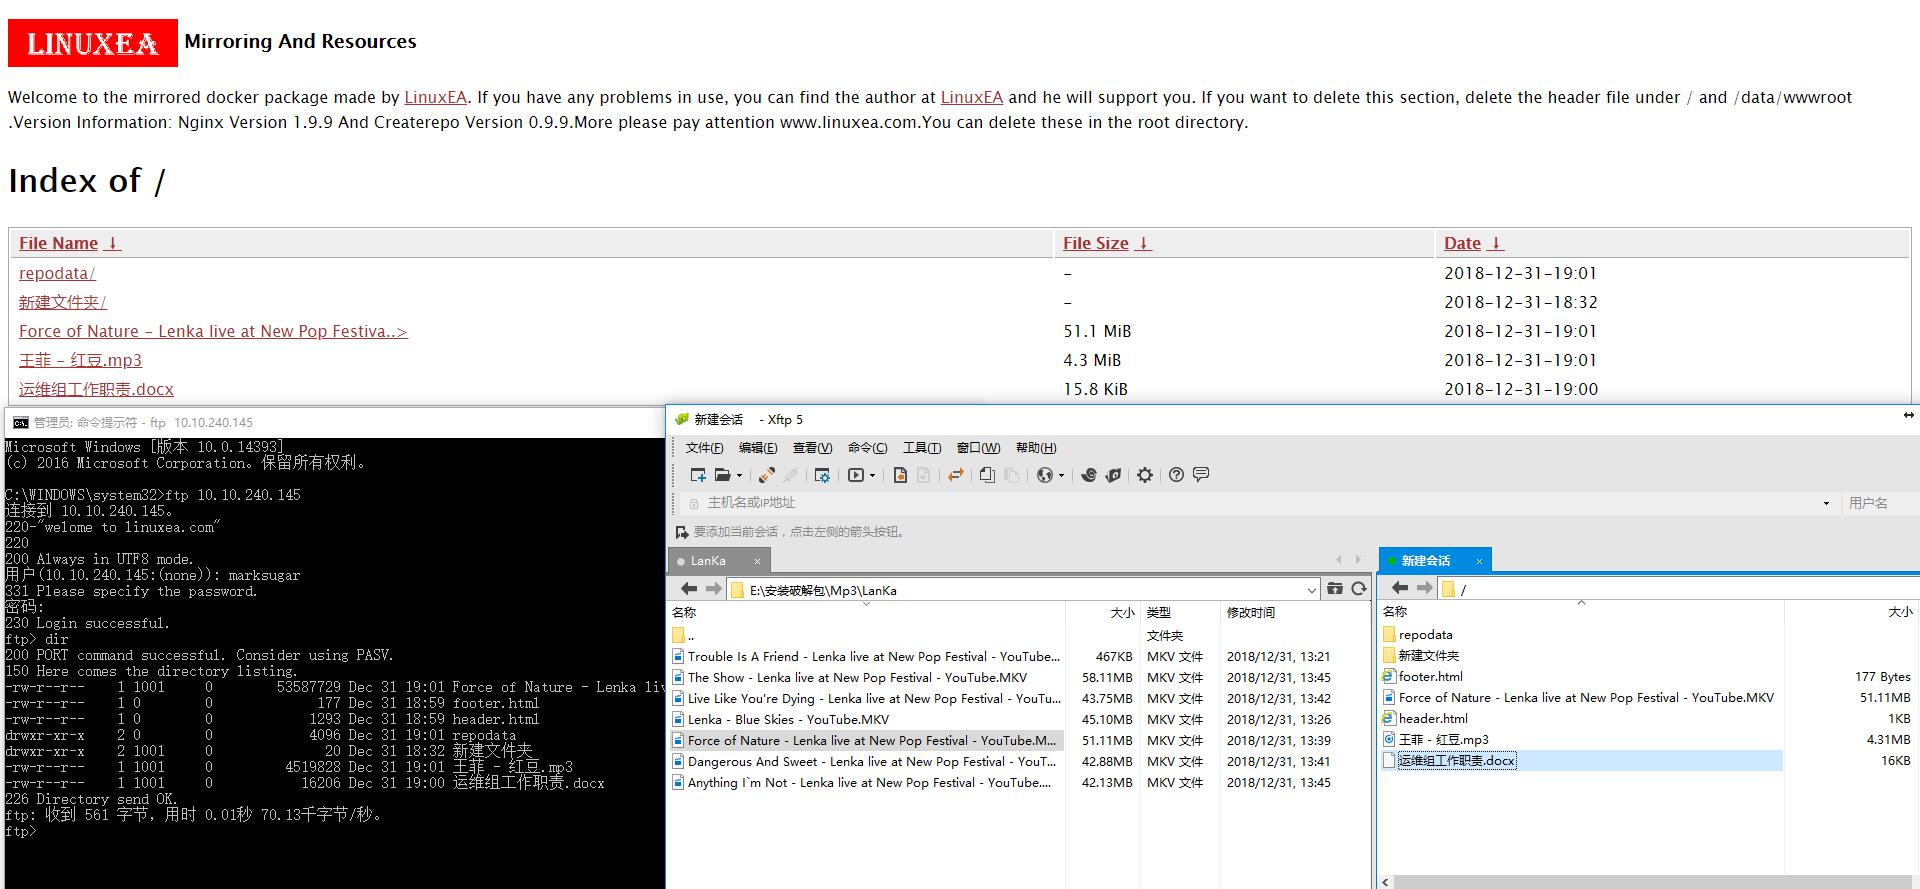 LINUXEA Mirroring And Resources
Welcome to the mirrored docker package made by LinuxEA. If you have any problems in use, you can find the author at LinuxEA and he will support you. If you want to delete this section, delete the header file under / and /data/wwwroot
.Version Information: Nginx Version 1.9.9 And Createrepo Version 0.9.9.More please pay attention www.linuxea.com.You can delete these in the root directory.
Index of /
File Name ↓ File Size ↓ Date ↓
repodata/ - 2018-12-31-19:01
新建文件夹/ - 2018-12-31-18:32
Force of Nature - Lenka live at New Pop Festiva..> 51.1 MiB 2018-12-31-19:01
王菲 - 红豆.mp3 4.3 MiB 2018-12-31-19:01
运维组工作职责.docx 15.8 KiB 2018-12-31-19:00
管理员: 命令提示符 - ftp 10.10.240.145
Microsoft Windows [版本 10.0.14393]
(c) 2016 Microsoft Corporation。保留所有权利。
C:\WINDOWS\system32>ftp 10.10.240.145
连接到 10.10.240.145。
220-"welome to linuxea.com"
220
200 Always in UTF8 mode.
用户(10.10.240.145:(none)): marksugar
331 Please specify the password.
密码:
230 Login successful.
ftp> dir
200 PORT command successful. Consider using PASV.
150 Here comes the directory listing.
-rw-r--r-- 1 1001 0 53587729 Dec 31 19:01 Force of Nature - Lenka liv
-rw-r--r-- 1 0 0 177 Dec 31 18:59 footer.html
-rw-r--r-- 1 0 0 1293 Dec 31 18:59 header.html
drwxr-xr-x 2 0 0 4096 Dec 31 19:01 repodata
drwxr-xr-x 2 1001 0 20 Dec 31 18:32 新建文件夹
-rw-r--r-- 1 1001 0 4519828 Dec 31 19:01 王菲 - 红豆.mp3
-rw-r--r-- 1 1001 0 16206 Dec 31 19:00 运维组工作职责.docx
226 Directory send OK.
ftp: 收到 561 字节，用时 0.01秒 70.13千字节/秒。
ftp>
新建会话 - Xftp 5
文件(F) 编辑(E) 查看(V) 命令(C) 工具(T) 窗口(W) 帮助(H)
主机名或IP地址 用户名
要添加当前会话，点击左侧的箭头按钮。
LanKa ×
E:\安装破解包\Mp3\LanKa
名称 大小 类型 修改时间
.. 文件夹
Trouble Is A Friend - Lenka live at New Pop Festival - YouTube... 467KB MKV 文件 2018/12/31, 13:21
The Show - Lenka live at New Pop Festival - YouTube.MKV 58.11MB MKV 文件 2018/12/31, 13:45
Live Like You're Dying - Lenka live at New Pop Festival - YouTu... 43.75MB MKV 文件 2018/12/31, 13:42
Lenka - Blue Skies - YouTube.MKV 45.10MB MKV 文件 2018/12/31, 13:26
Force of Nature - Lenka live at New Pop Festival - YouTube.M... 51.11MB MKV 文件 2018/12/31, 13:39
Dangerous And Sweet - Lenka live at New Pop Festival - YouT... 42.88MB MKV 文件 2018/12/31, 13:41
Anything I`m Not - Lenka live at New Pop Festival - YouTube.... 42.13MB MKV 文件 2018/12/31, 13:45
新建会话 ×
/
名称 大小
repodata
新建文件夹
footer.html 177 Bytes
Force of Nature - Lenka live at New Pop Festival - YouTube.MKV 51.11MB
header.html 1KB
王菲 - 红豆.mp3 4.31MB
运维组工作职责.docx 16KB